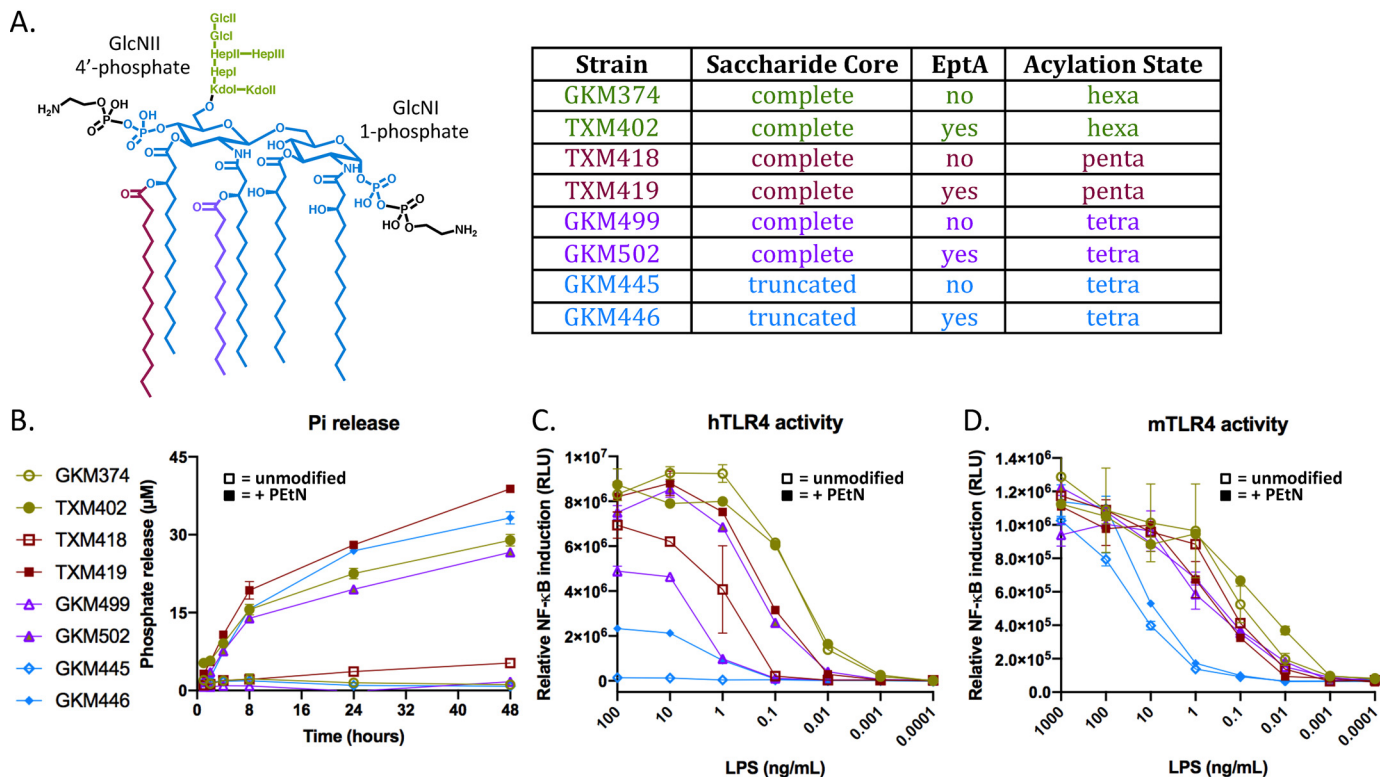 A.
GlcNII
4'-phosphate
GlcII
GlcI
HepII—HepIII
HepI
KdoI—KdoII
GlcNI
1-phosphate
H₂N
O
P
OH
O
O
P
OH
O
O
O
O
HO
O
O
NH
O
O
O
O
O
O
NH
O
HO
HO
O
P
O
HO
O
P
O
HO
O
NH₂
Strain Saccharide Core EptA Acylation State
GKM374 complete no hexa
TXM402 complete yes hexa
TXM418 complete no penta
TXM419 complete yes penta
GKM499 complete no tetra
GKM502 complete yes tetra
GKM445 truncated no tetra
GKM446 truncated yes tetra
B.
GKM374
TXM402
TXM418
TXM419
GKM499
GKM502
GKM445
GKM446
Pi release
= unmodified
= + PEtN
Phosphate release (µM)
45
30
15
0
0 8 16 24 32 40 48
Time (hours)
C.
hTLR4 activity
= unmodified
= + PEtN
Relative NF-κB induction (RLU)
1×10⁷
8×10⁶
6×10⁶
4×10⁶
2×10⁶
0
100 10 1 0.1 0.01 0.001 0.0001
LPS (ng/mL)
D.
mTLR4 activity
= unmodified
= + PEtN
Relative NF-κB induction (RLU)
1.4×10⁶
1.2×10⁶
1.0×10⁶
8.0×10⁵
6.0×10⁵
4.0×10⁵
2.0×10⁵
0.0
1000 100 10 1 0.1 0.01 0.001 0.0001
LPS (ng/mL)